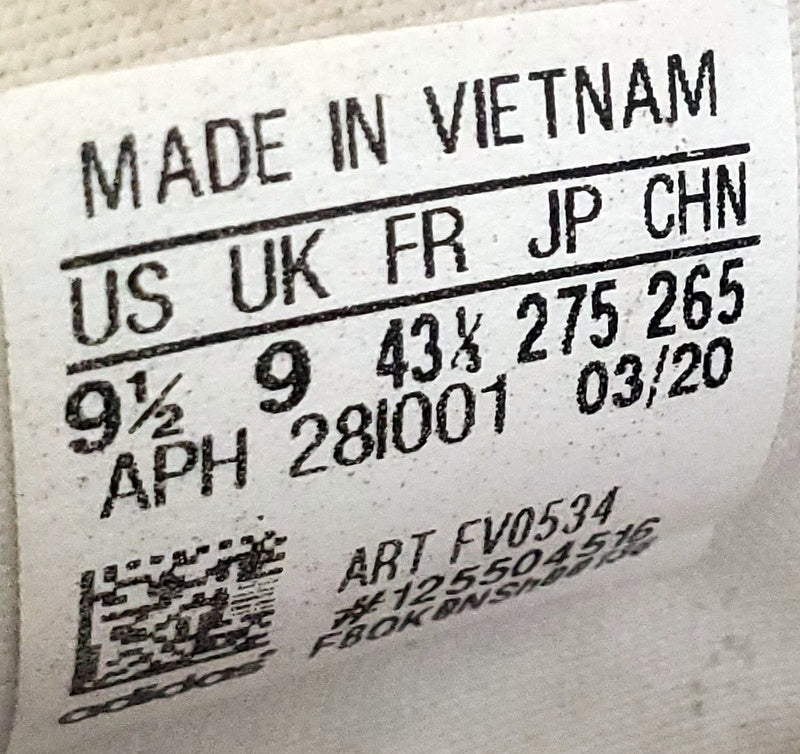 MADE IN VIETNAM
US UK FR JP CHN
9½ 9 43⅓ 275 265
APH 28I001 03/20
ART FV0534
#125504516
adidas